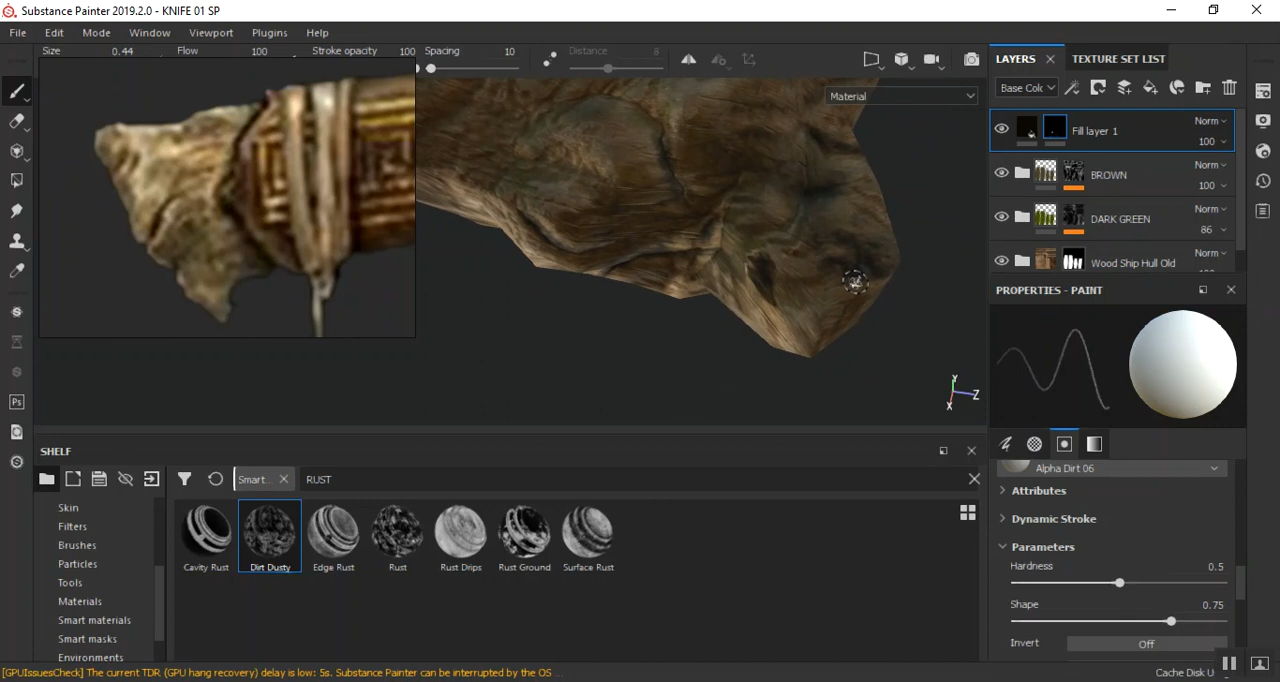 Substance Painter 2019.2.0 - KNIFE 01 SP
File Edit Mode Window Viewport Plugins Help
Size 0.44 Flow 100 Stroke opacity 100 Spacing 10 Distance 8
LAYERS TEXTURE SET LIST
Base Col
Material
Norm
Fill layer 1
100
Norm
BROWN
100
Norm
DARK GREEN
86
Norm
Wood Ship Hull Old
PROPERTIES - PAINT
Y
Z
X
Ps
SHELF
Smart... RUST
Alpha Dirt 06
Attributes
Dynamic Stroke
Parameters
Hardness 0.5
Shape 0.75
Invert Off
Skin
Filters
Brushes
Particles
Tools
Materials
Smart materials
Smart masks
Environments
Cavity Rust Dirt Dusty Edge Rust Rust Rust Drips Rust Ground Surface Rust
[GPUIssuesCheck] The current TDR (GPU hang recovery) delay is low: 5s. Substance Painter can be interrupted by the OS ...
Cache Disk U